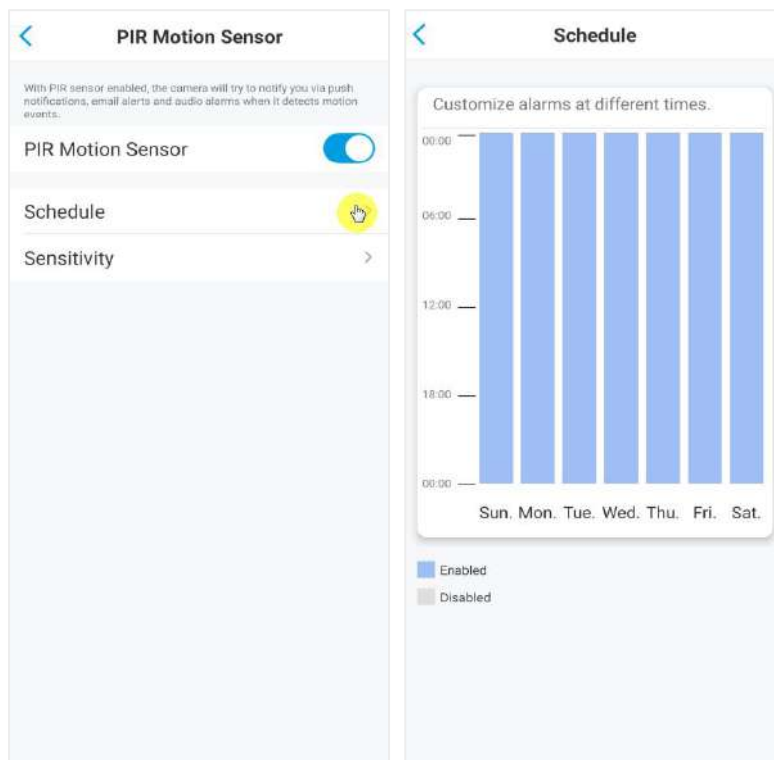 PIR Motion Sensor
With PIR sensor enabled, the camera will try to notify you via push
notifications, email alerts and audio alarms when it detects motion
events.
PIR Motion Sensor
Schedule
Sensitivity
Schedule
Customize alarms at different times.
00:00
06:00
12:00
18:00
00:00
Sun. Mon. Tue. Wed. Thu. Fri. Sat.
Enabled
Disabled